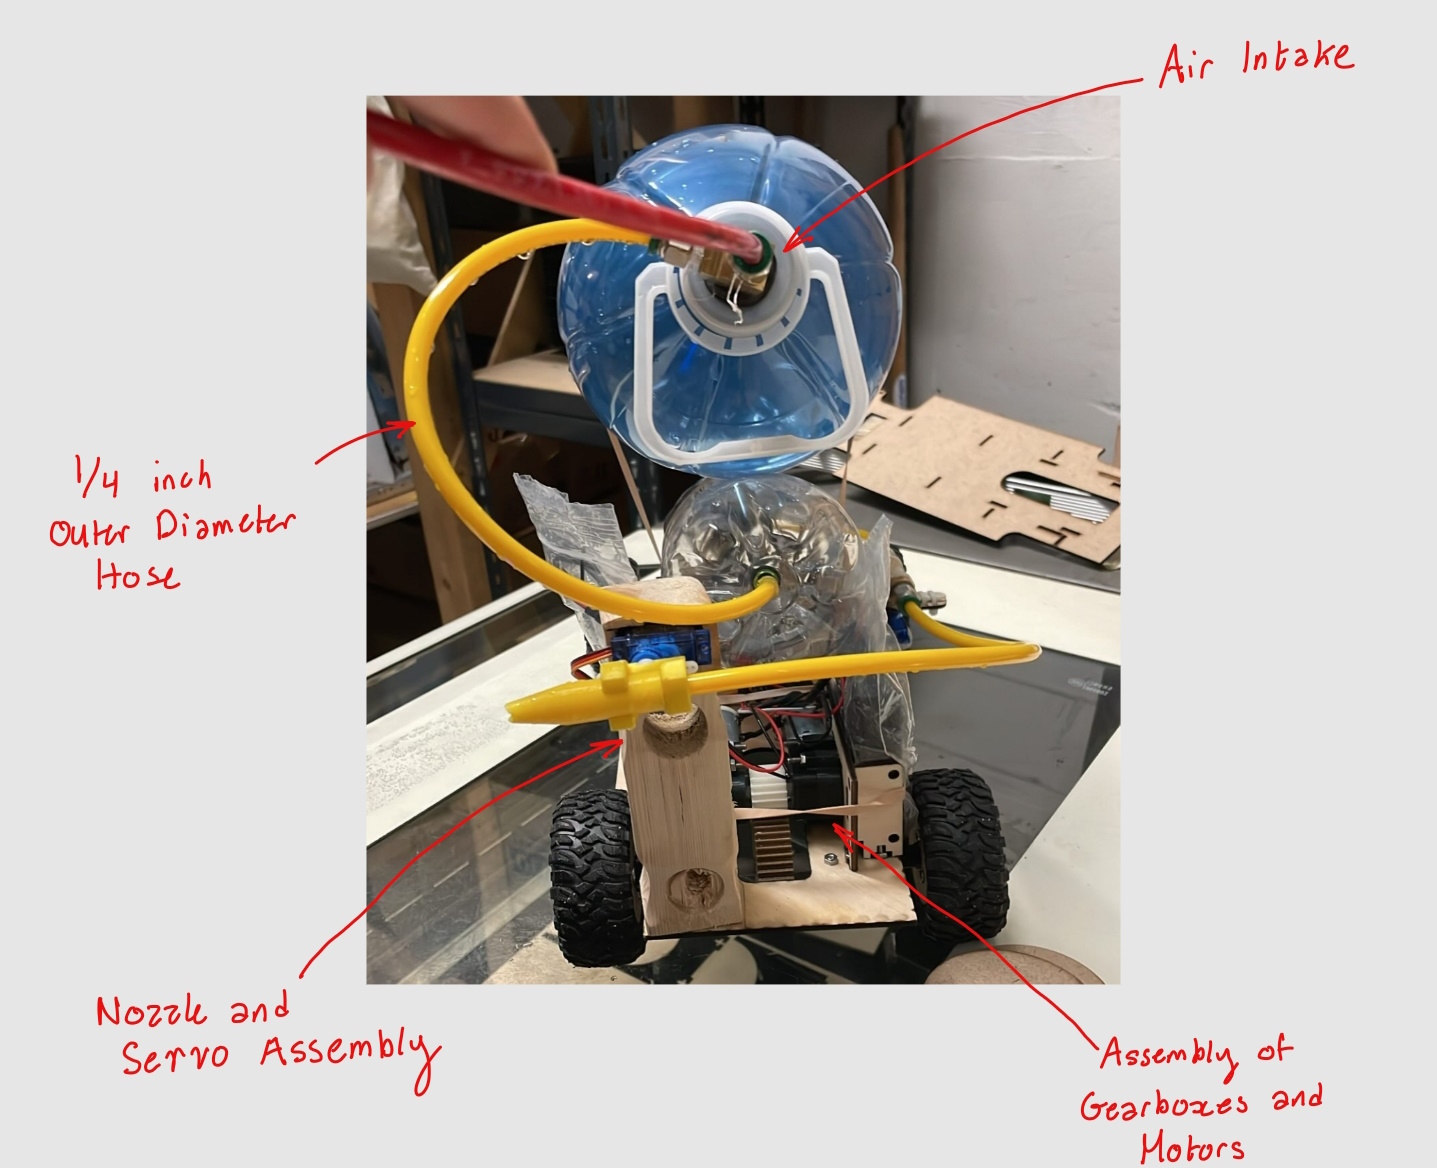 Air Intake
1/4 inch
Outer Diameter
Hose
Nozzle and
Servo Assembly
Assembly of
Gearboxes and
Motors